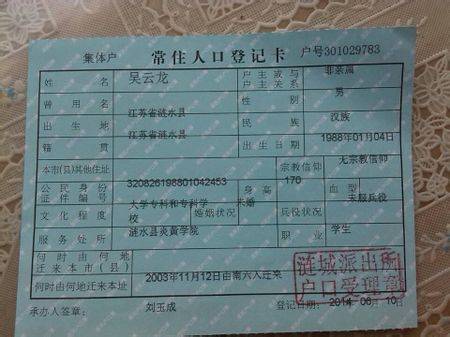 集体户 常住人口登记卡 户号301029783
姓名 吴云龙 户主或与户主关系 非亲属
曾用名 性别 男
出生地 江苏省涟水县 民族 汉族
籍贯 江苏省涟水县 出生日期 1988年01月04日
本市(县)其他住址 宗教信仰 无宗教信仰
公民身份证件编号 320826198801042453 身高 170 血型
文化程度 大学专科和专科学校 婚姻状况 未婚 兵役状况 未服兵役
服务处所 涟水县炎黄学院 职业 学生
何时由何地迁来本市(县)
何时由何地迁来本址 2003年11月12日由南六人迁来
承办人签章: 刘玉成 登记日期: 2014 06月 10
涟城派出所
户口受理章